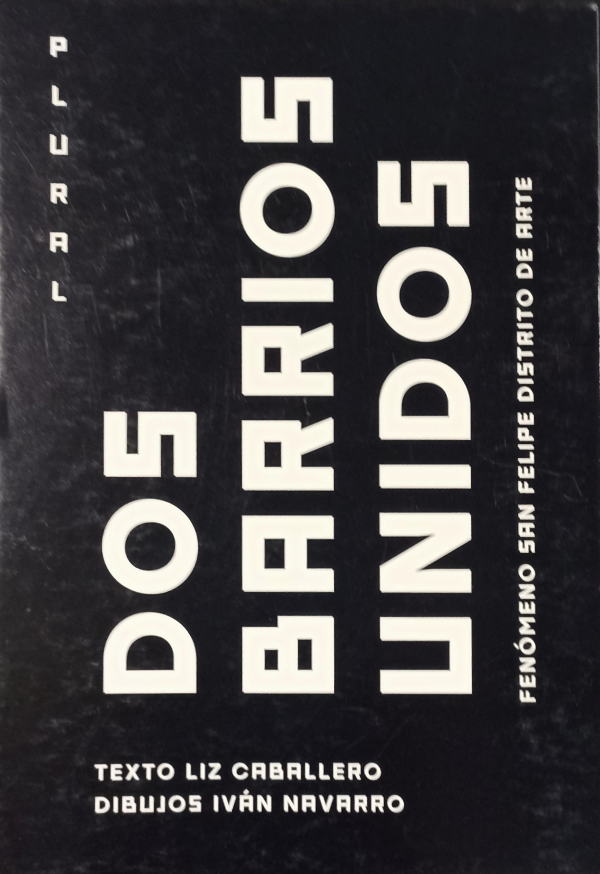 PLURAL
DOS
BARRIOS
UNIDOS
FENÓMENO SAN FELIPE DISTRITO DE ARTE
TEXTO LIZ CABALLERO
DIBUJOS IVÁN NAVARRO